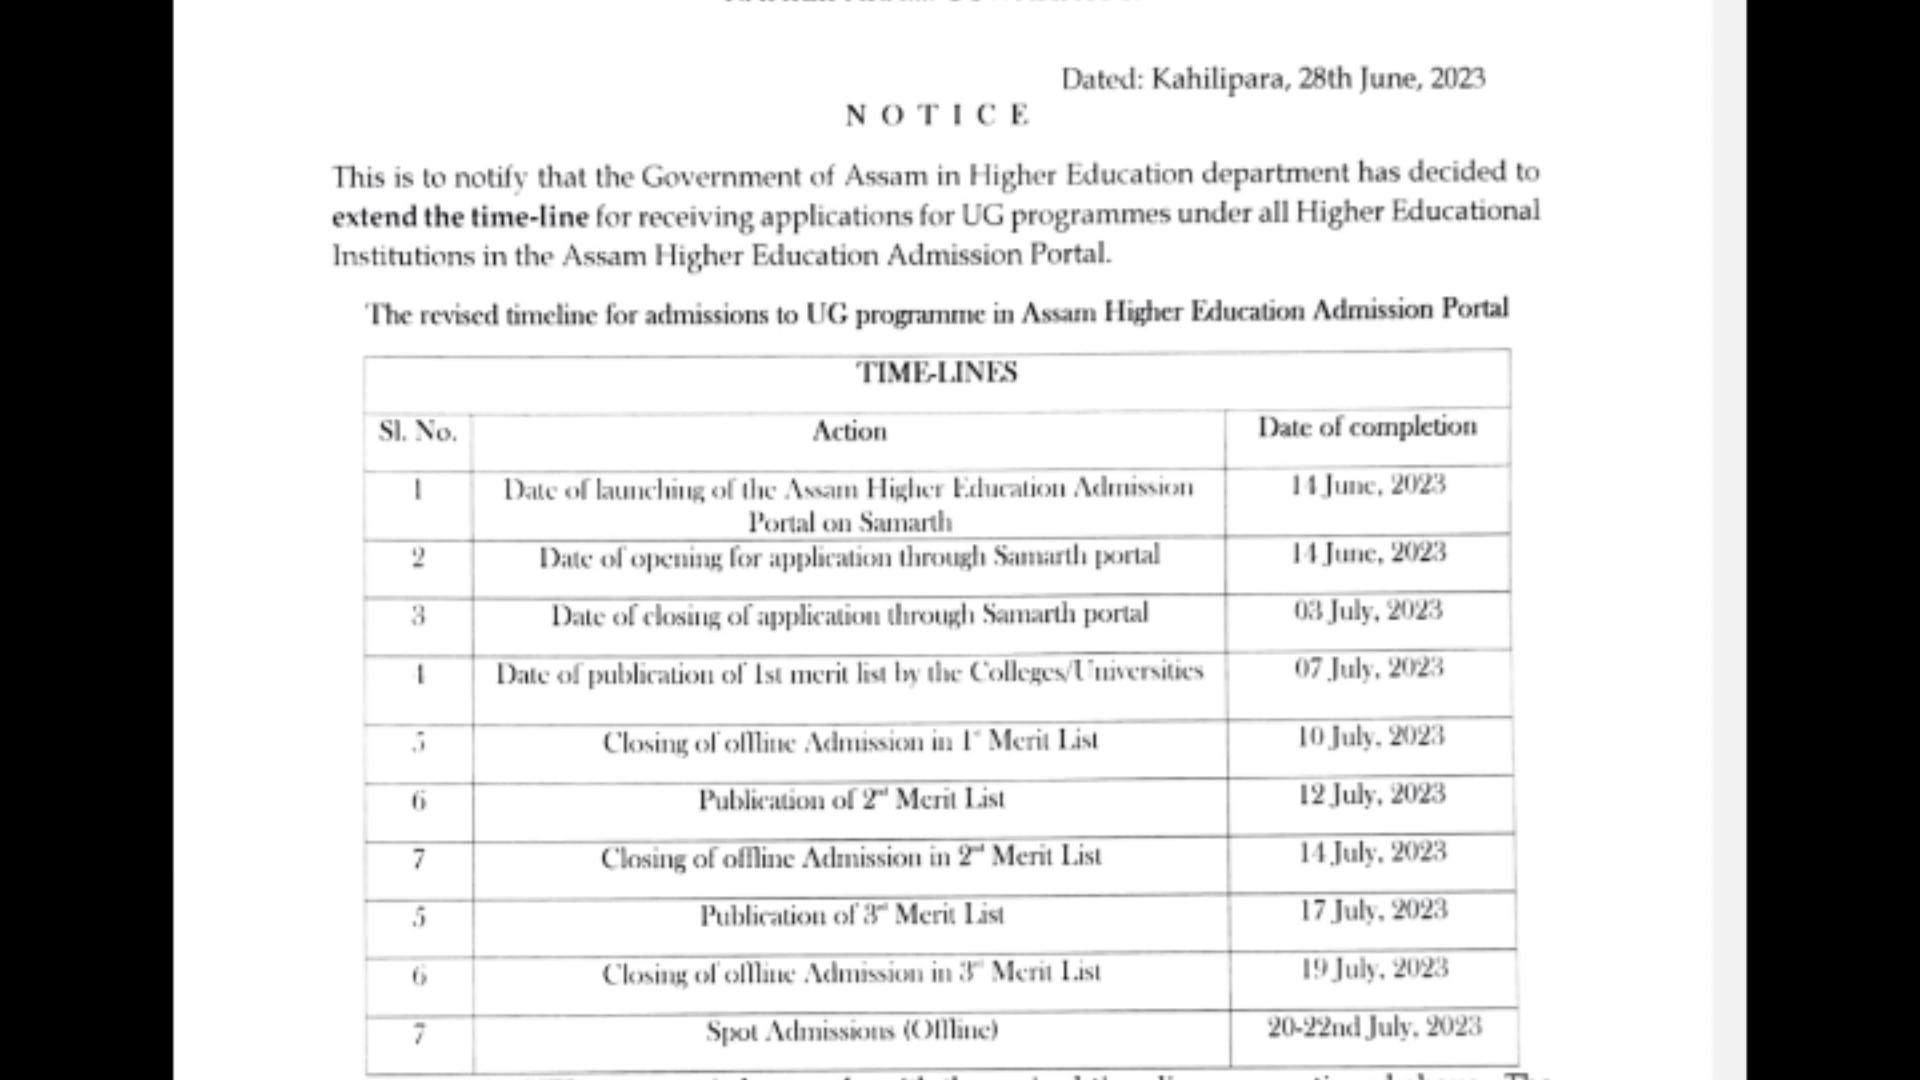 Dated: Kahilipara, 28th June, 2023
NOTICE
This is to notify that the Government of Assam in Higher Education department has decided to
extend the time-line for receiving applications for UG programmes under all Higher Educational
Institutions in the Assam Higher Education Admission Portal.
The revised timeline for admissions to UG programme in Assam Higher Education Admission Portal
TIME-LINES
Sl. No. Action Date of completion
1 Date of launching of the Assam Higher Education Admission 14 June, 2023
Portal on Samarth
2 Date of opening for application through Samarth portal 14 June, 2023
3 Date of closing of application through Samarth portal 03 July, 2023
4 Date of publication of 1st merit list by the Colleges/Universities 07 July, 2023
5 Closing of offline Admission in 1st Merit List 10 July, 2023
6 Publication of 2nd Merit List 12 July, 2023
7 Closing of offline Admission in 2nd Merit List 14 July, 2023
5 Publication of 3rd Merit List 17 July, 2023
6 Closing of offline Admission in 3rd Merit List 19 July, 2023
7 Spot Admissions (Offline) 20-22nd July, 2023